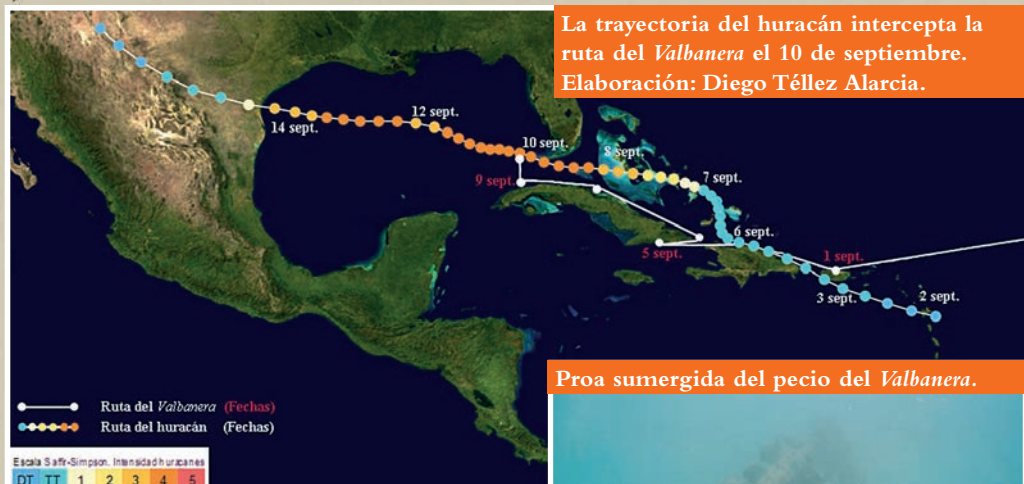 La trayectoria del huracán intercepta la
ruta del Valbanera el 10 de septiembre.
Elaboración: Diego Téllez Alarcia.
12 sept.
14 sept.
10 sept.
8 sept.
9 sept.
7 sept.
6 sept.
5 sept.
1 sept.
3 sept.
2 sept.
Proa sumergida del pecio del Valbanera.
Ruta del Valbanera (Fechas)
Ruta del huracán (Fechas)
Escala Saffir-Simpson. Intensidad huracanes
DT TT 1 2 3 4 5